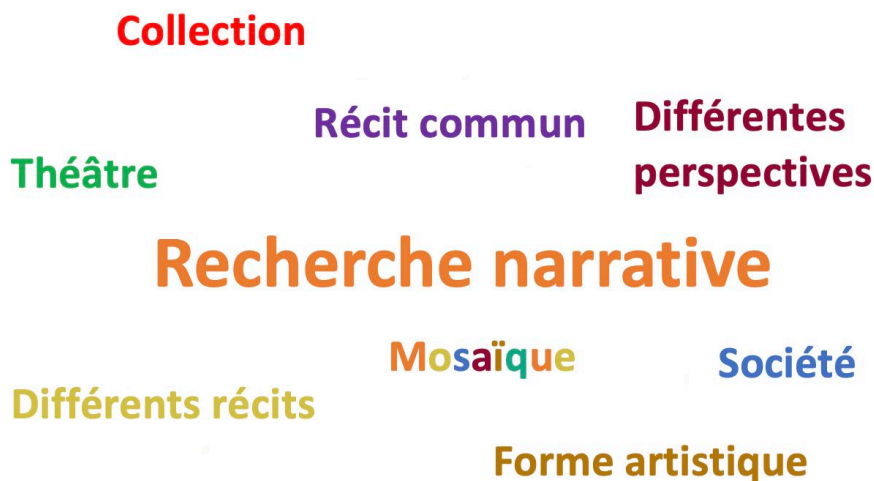 Collection
Récit commun
Différentes
perspectives
Théâtre
Recherche narrative
Mosaïque
Société
Différents récits
Forme artistique